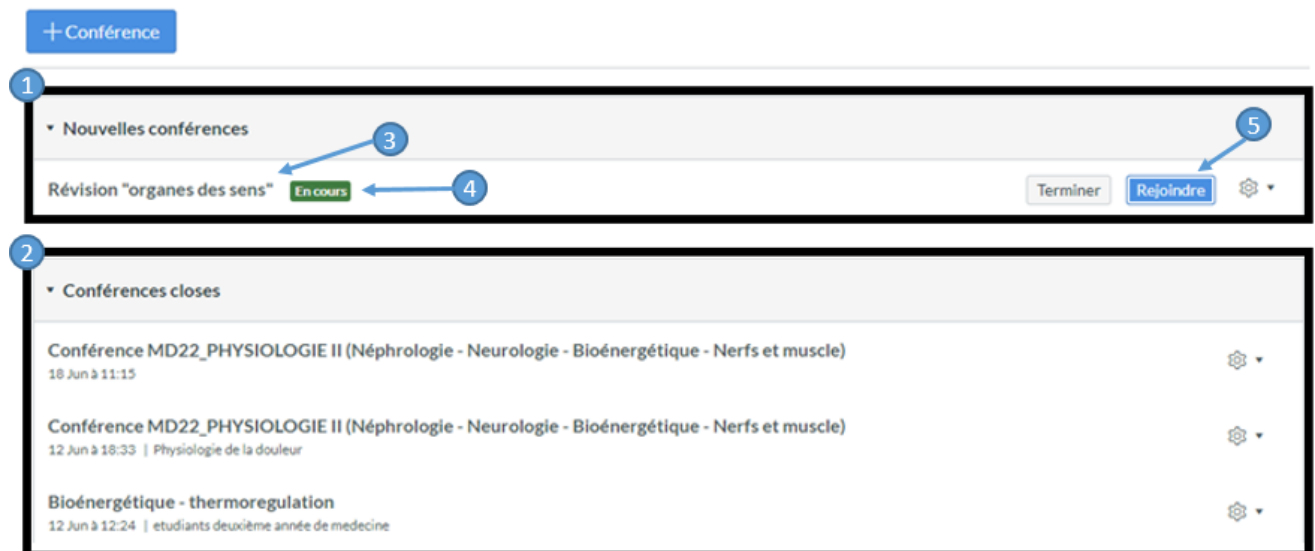 +Conférence
1
Nouvelles conférences
3
5
Révision "organes des sens" En cours
4
Terminer Rejoindre
2
Conférences closes
Conférence MD22_PHYSIOLOGIE II (Néphrologie - Neurologie - Bioénergétique - Nerfs et muscle)
18 Jun à 11:15
Conférence MD22_PHYSIOLOGIE II (Néphrologie - Neurologie - Bioénergétique - Nerfs et muscle)
12 Jun à 18:33 | Physiologie de la douleur
Bioénergétique - thermoregulation
12 Jun à 12:24 | etudiants deuxième année de medecine